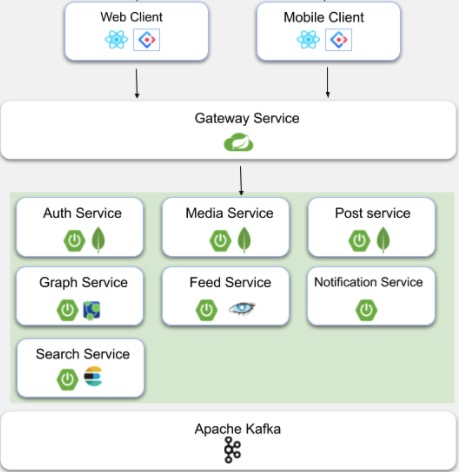 Web Client
Mobile Client
Gateway Service
Auth Service
Media Service
Post service
Graph Service
Feed Service
Notification Service
Search Service
Apache Kafka